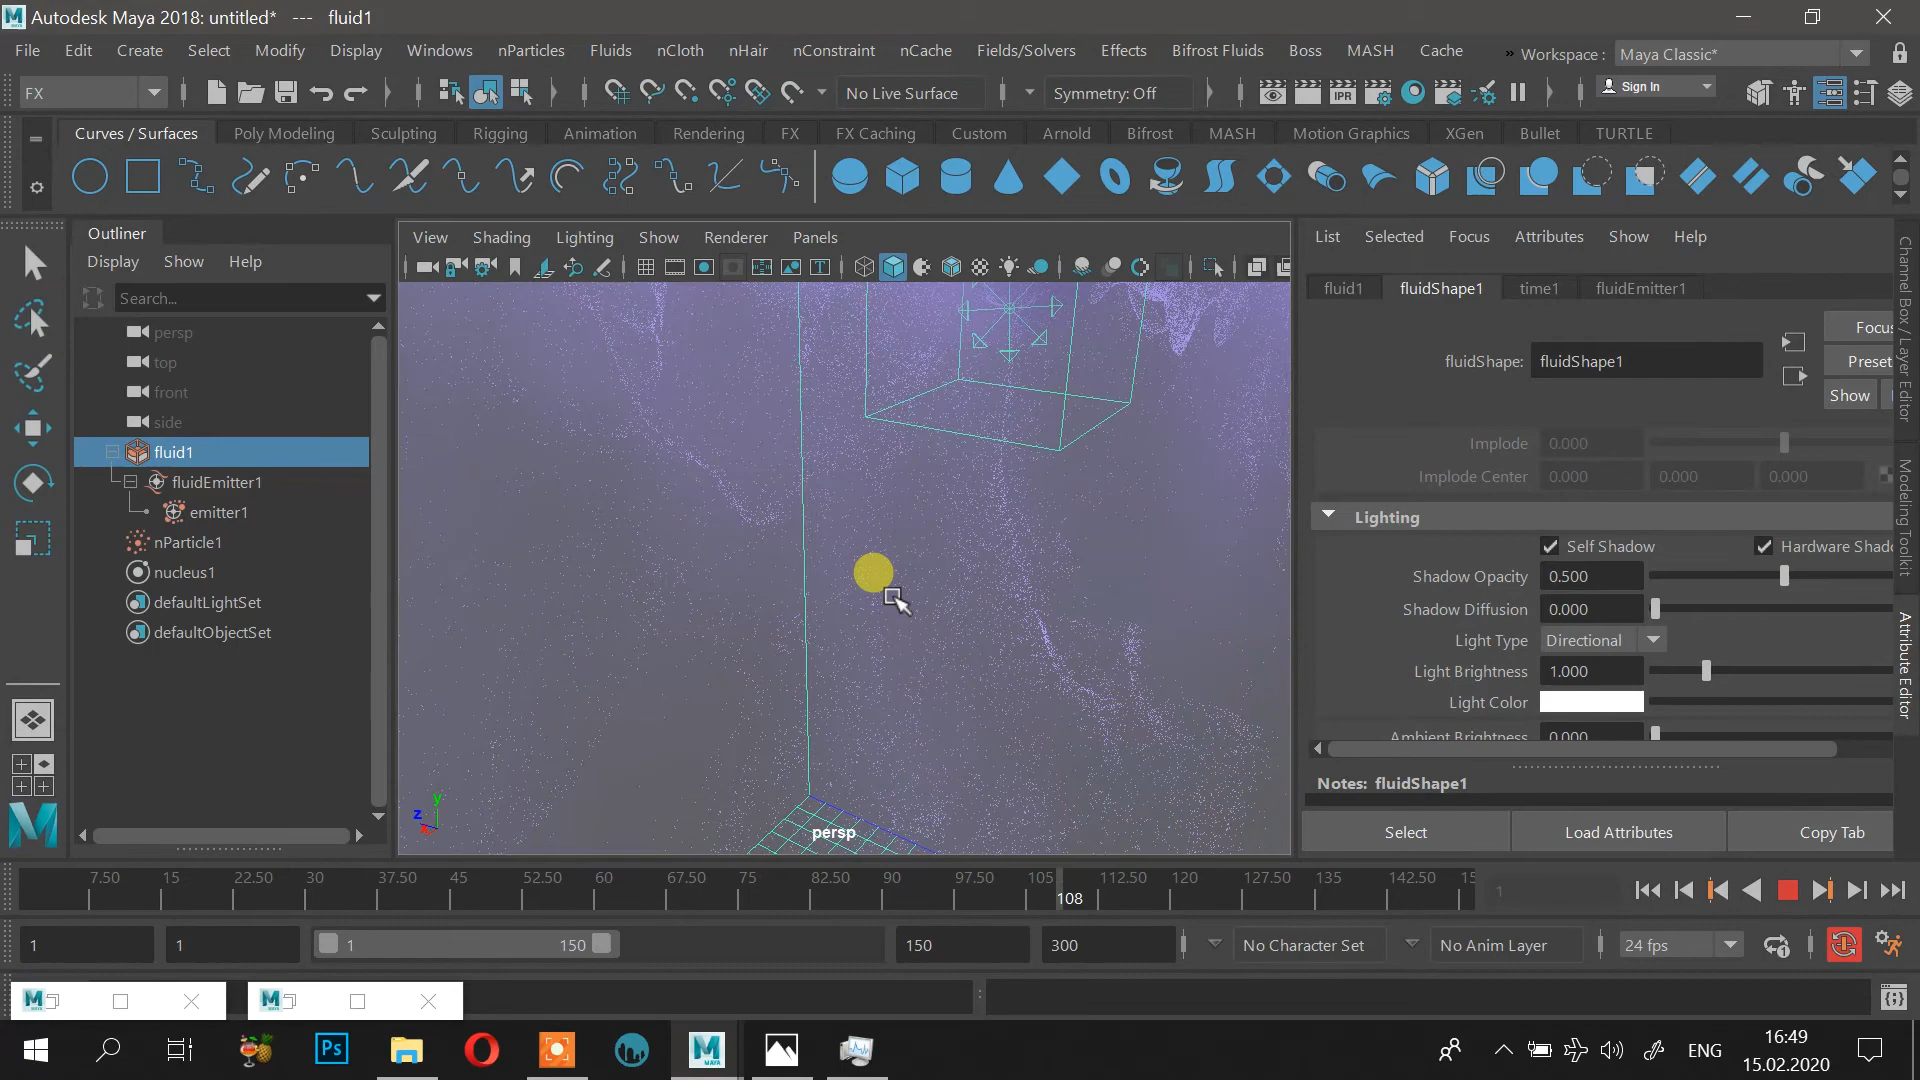 Autodesk Maya 2018: untitled* --- fluid1
File Edit Create Select Modify Display Windows nParticles Fluids nCloth nHair nConstraint nCache Fields/Solvers Effects Bifrost Fluids Boss MASH Cache » Workspace : Maya Classic*
FX No Live Surface Symmetry: Off IPR Sign In
Curves / Surfaces Poly Modeling Sculpting Rigging Animation Rendering FX FX Caching Custom Arnold Bifrost MASH Motion Graphics XGen Bullet TURTLE
Outliner
Display Show Help
Search...
persp
top
front
side
fluid1
fluidEmitter1
emitter1
nParticle1
nucleus1
defaultLightSet
defaultObjectSet
View Shading Lighting Show Renderer Panels
persp
z y x
List Selected Focus Attributes Show Help
fluid1 fluidShape1 time1 fluidEmitter1
Focus
fluidShape: fluidShape1
Preset
Show
Implode 0.000
Implode Center 0.000 0.000 0.000
Lighting
Self Shadow Hardware Shado
Shadow Opacity 0.500
Shadow Diffusion 0.000
Light Type Directional
Light Brightness 1.000
Light Color
Ambient Brightness 0.000
Notes: fluidShape1
Select Load Attributes Copy Tab
Channel Box / Layer Editor
Modeling Toolkit
Attribute Editor
7.50 15 22.50 30 37.50 45 52.50 60 67.50 75 82.50 90 97.50 105 112.50 120 127.50 135 142.50 15
108
1
1 1 1 150 150 300 No Character Set No Anim Layer 24 fps
MAYA
Ps
ENG
16:49
15.02.2020